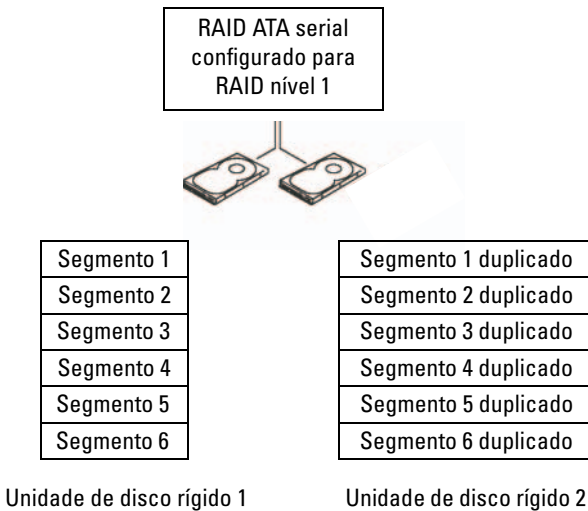 RAID ATA serial
configurado para
RAID nível 1
Segmento 1
Segmento 1 duplicado
Segmento 2
Segmento 2 duplicado
Segmento 3
Segmento 3 duplicado
Segmento 4
Segmento 4 duplicado
Segmento 5
Segmento 5 duplicado
Segmento 6
Segmento 6 duplicado
Unidade de disco rígido 1
Unidade de disco rígido 2